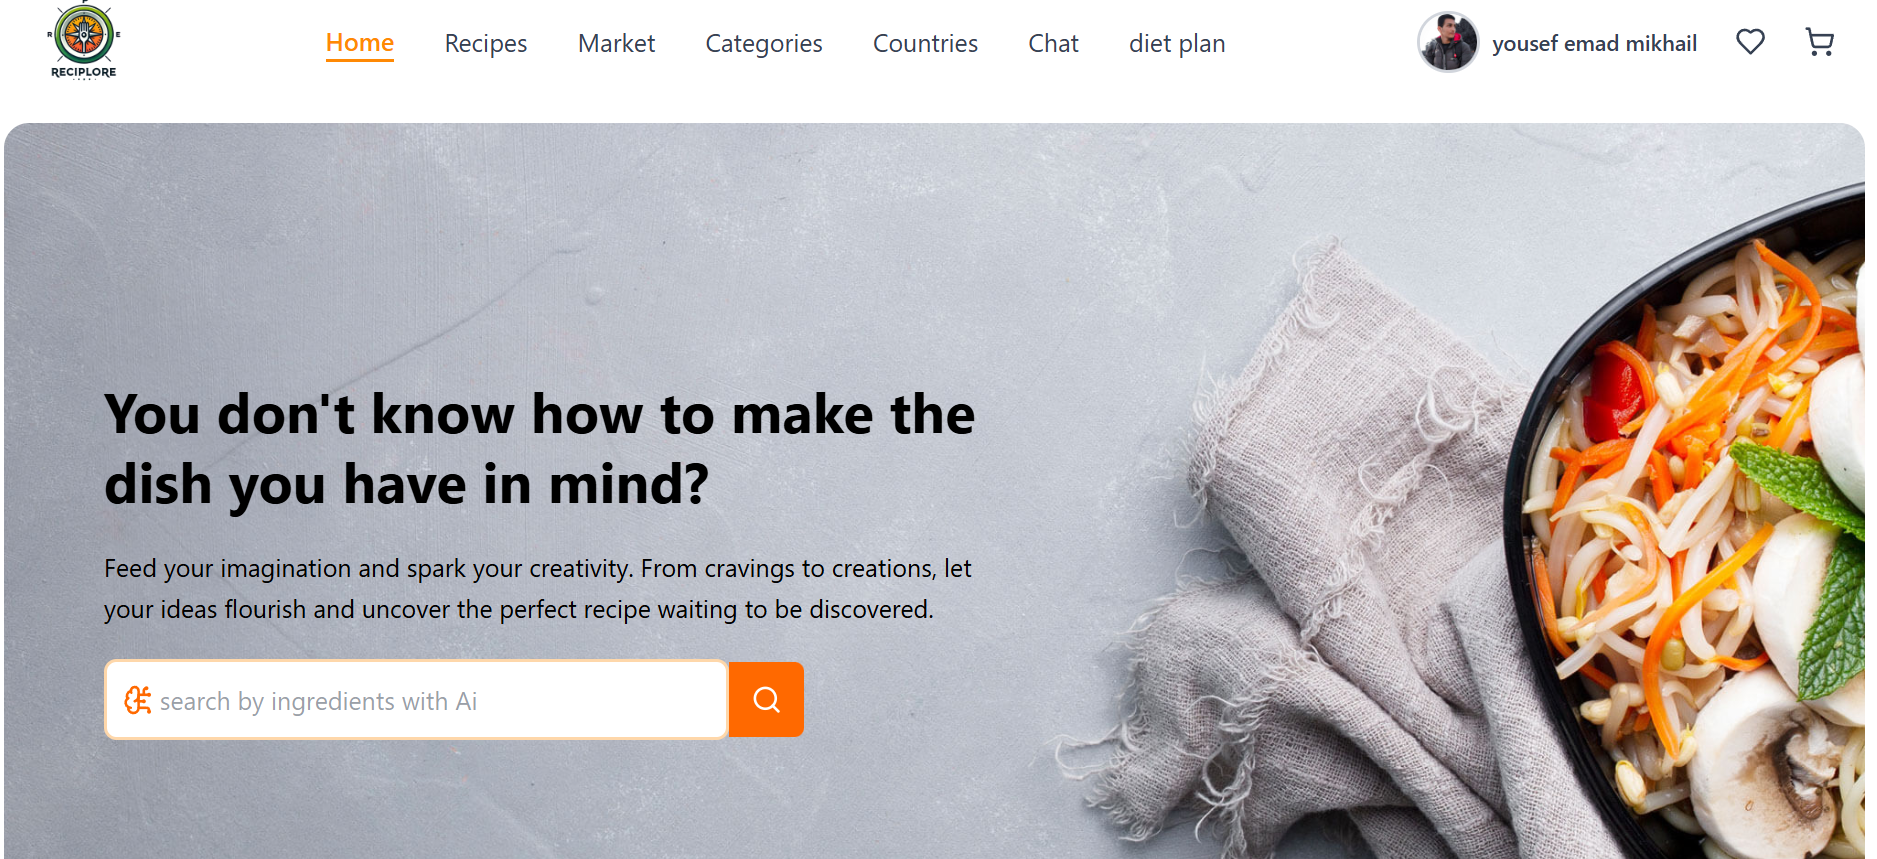 RECIPLORE
Home
Recipes
Market
Categories
Countries
Chat
diet plan
yousef emad mikhail
You don't know how to make the
dish you have in mind?
Feed your imagination and spark your creativity. From cravings to creations, let
your ideas flourish and uncover the perfect recipe waiting to be discovered.
search by ingredients with Ai